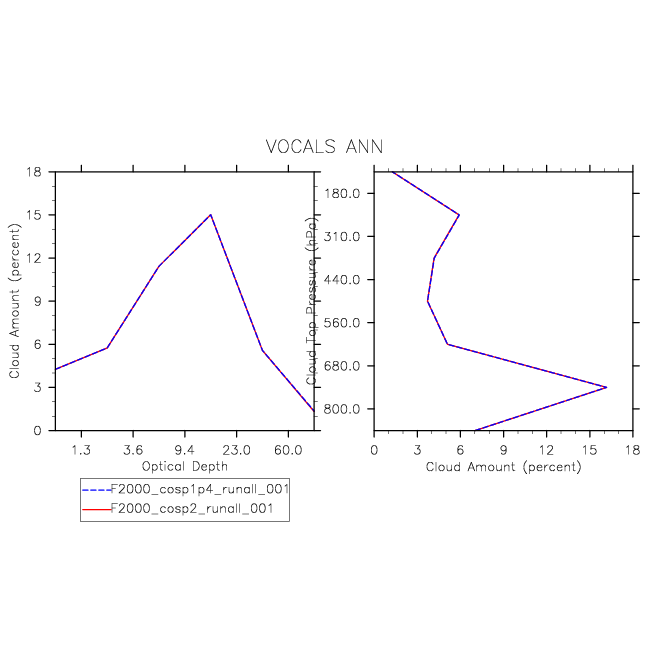 VOCALS ANN
Cloud Amount (percent)
18
15
12
9
6
3
0
1.3 3.6 9.4 23.0 60.0
Optical Depth
Cloud Top Pressure (hPa)
180.0
310.0
440.0
560.0
680.0
800.0
0 3 6 9 12 15 18
Cloud Amount (percent)
F2000_cosp1p4_runall_001
F2000_cosp2_runall_001